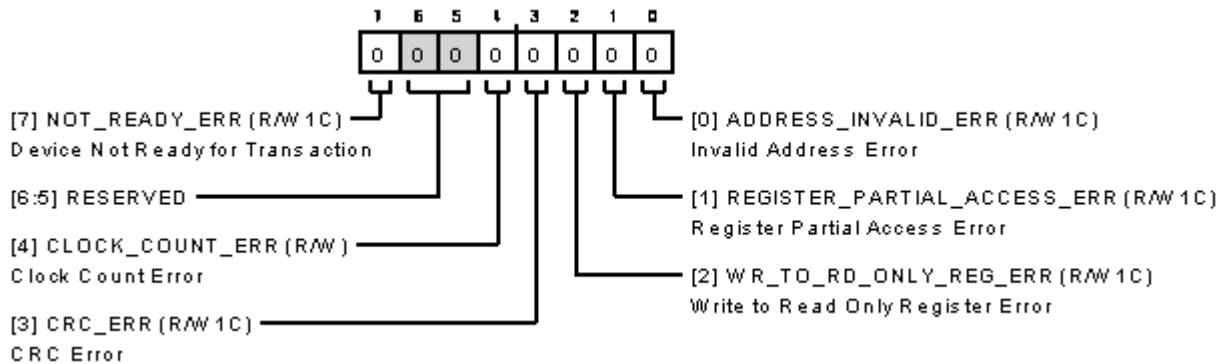 7 6 5 4 3 2 1 0
0 0 0 0 0 0 0 0
[7] NOT_READY_ERR (R/W1C)
Device Not Ready for Transaction
[6:5] RESERVED
[4] CLOCK_COUNT_ERR (R/W)
Clock Count Error
[3] CRC_ERR (R/W1C)
CRC Error
[0] ADDRESS_INVALID_ERR (R/W1C)
Invalid Address Error
[1] REGISTER_PARTIAL_ACCESS_ERR (R/W1C)
Register Partial Access Error
[2] WR_TO_RD_ONLY_REG_ERR (R/W1C)
Write to Read Only Register Error